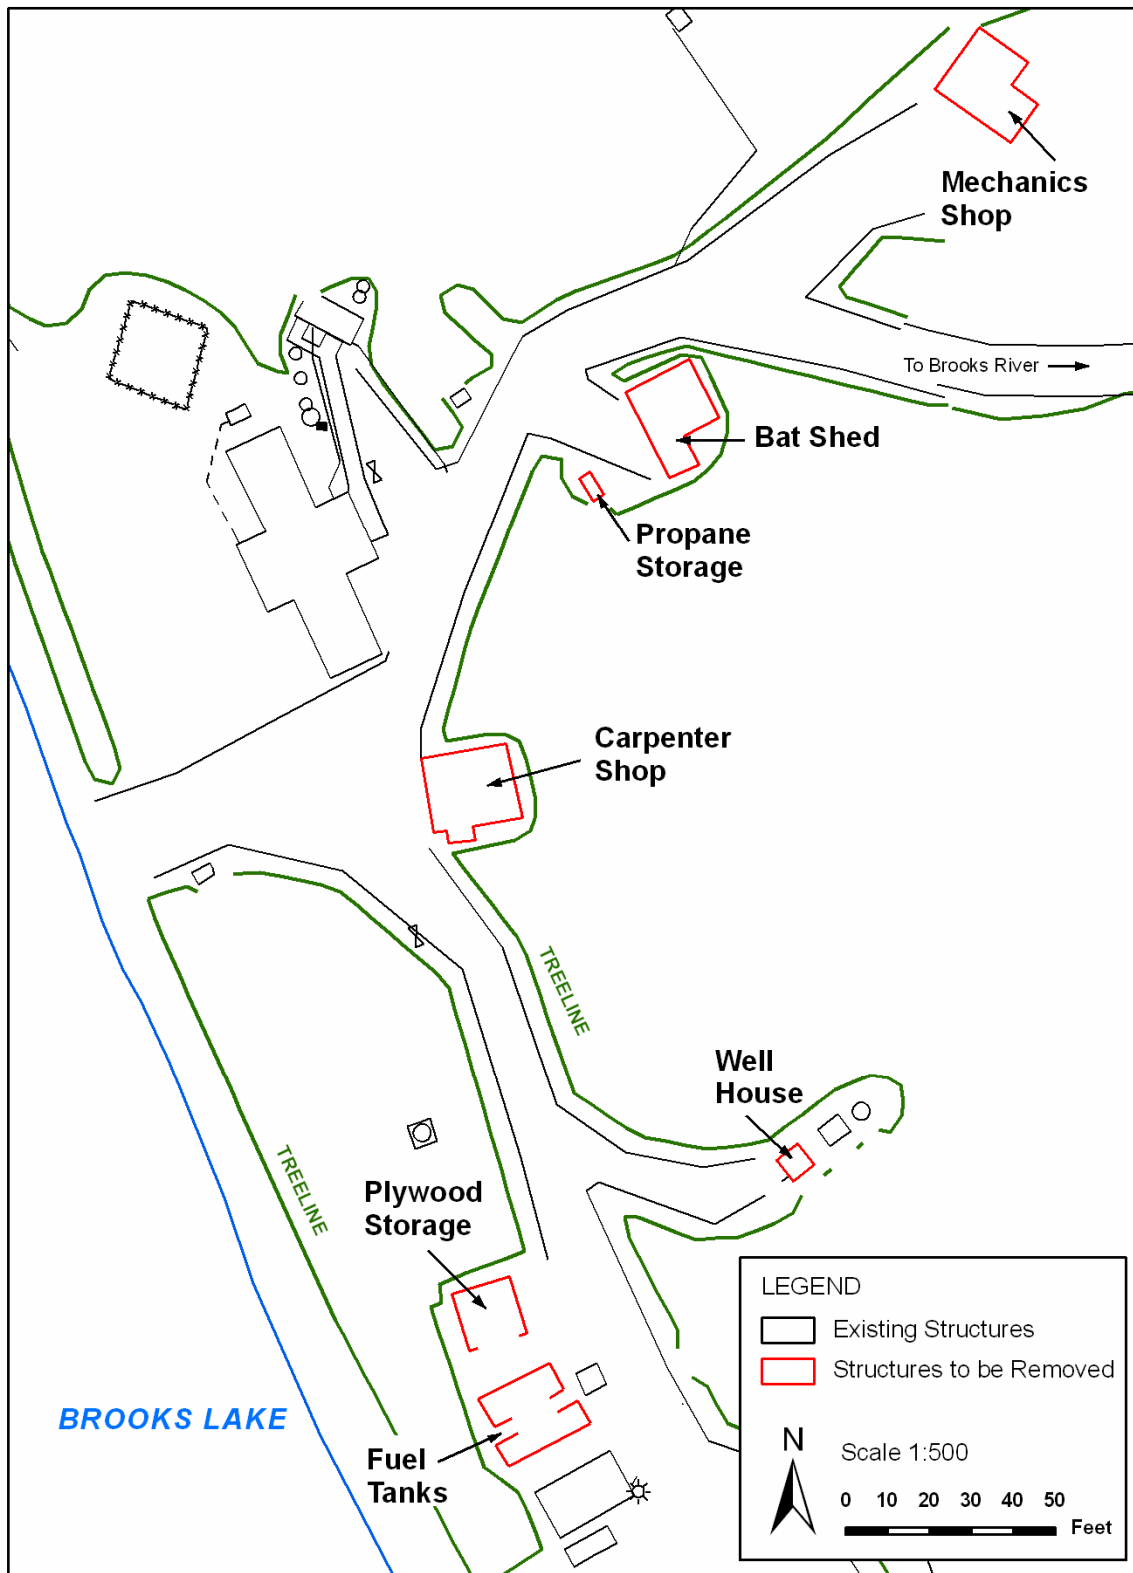 Mechanics
Shop
To Brooks River
Bat Shed
Propane
Storage
Carpenter
Shop
TREELINE
Well
House
TREELINE
Plywood
Storage
BROOKS LAKE
Fuel
Tanks
LEGEND
Existing Structures
Structures to be Removed
N
Scale 1:500
0 10 20 30 40 50
Feet